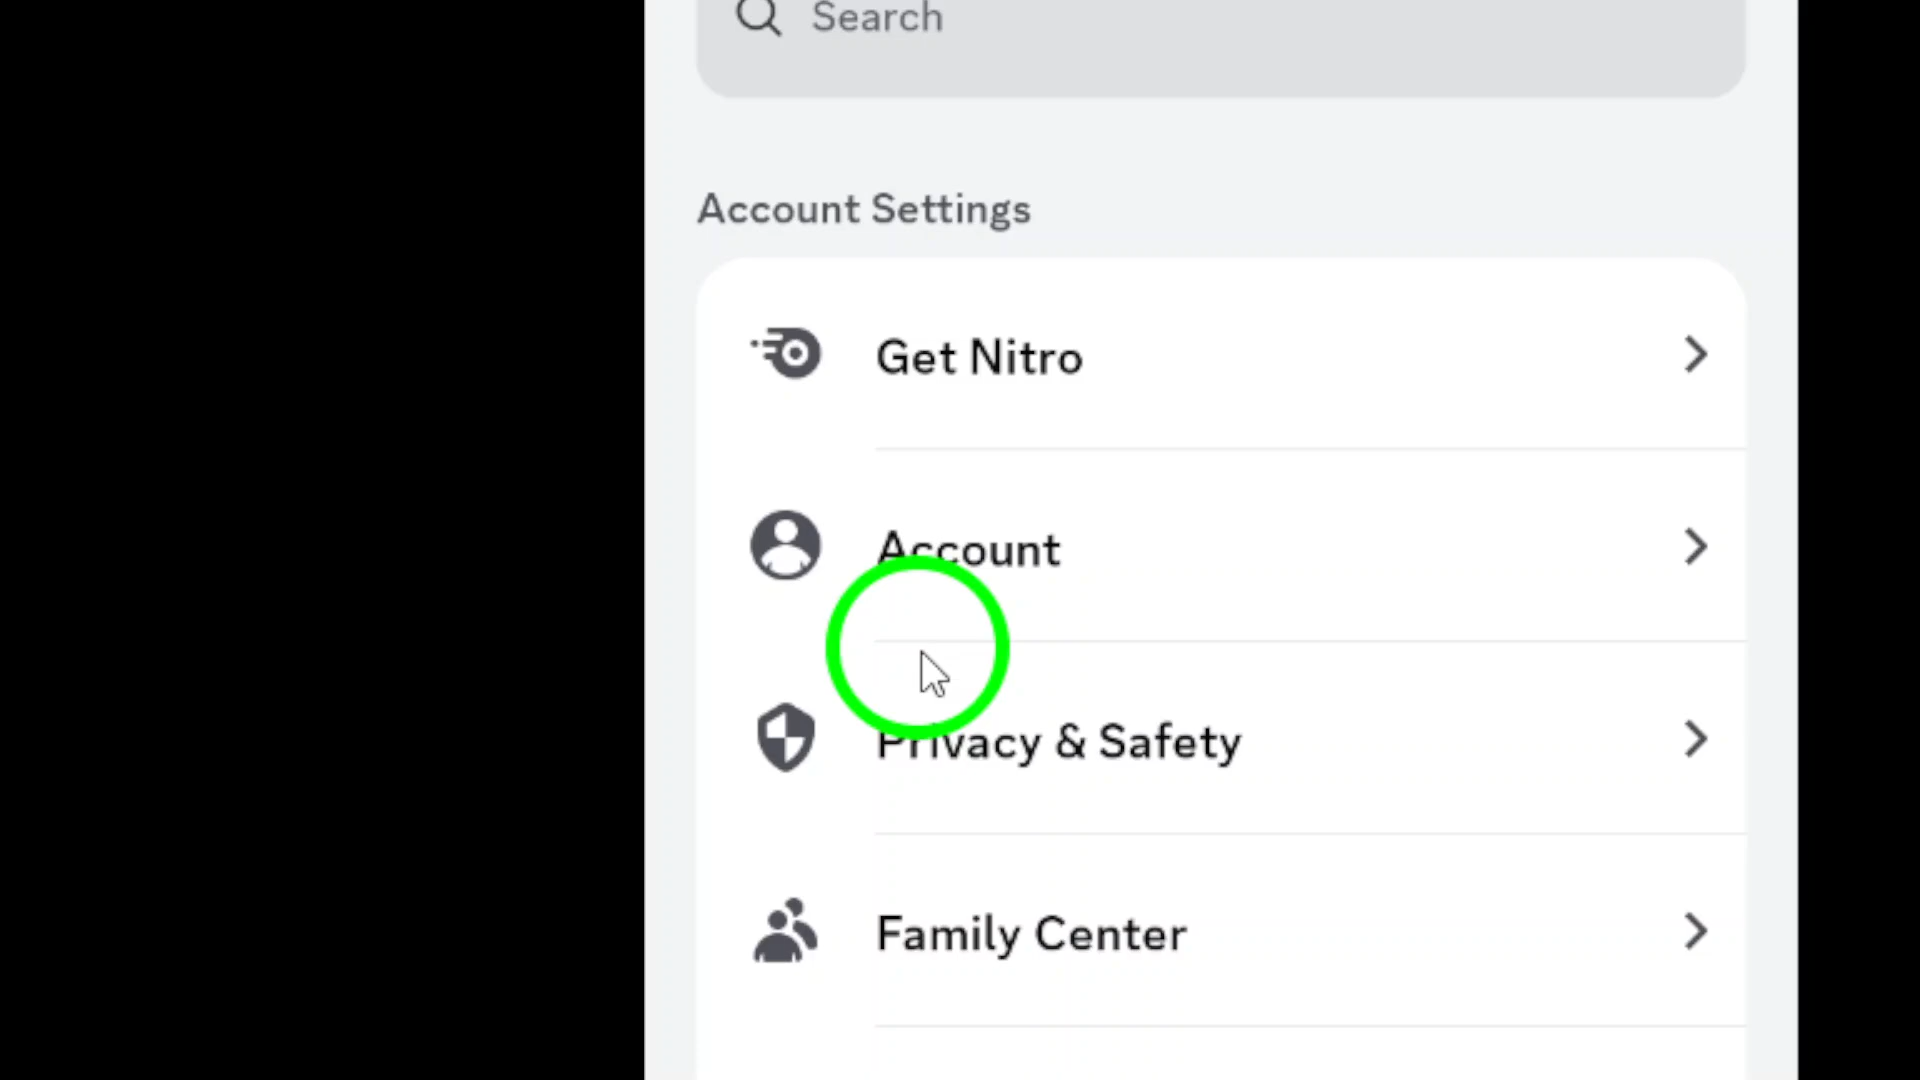 Search
Account Settings
Get Nitro
Account
Privacy & Safety
Family Center